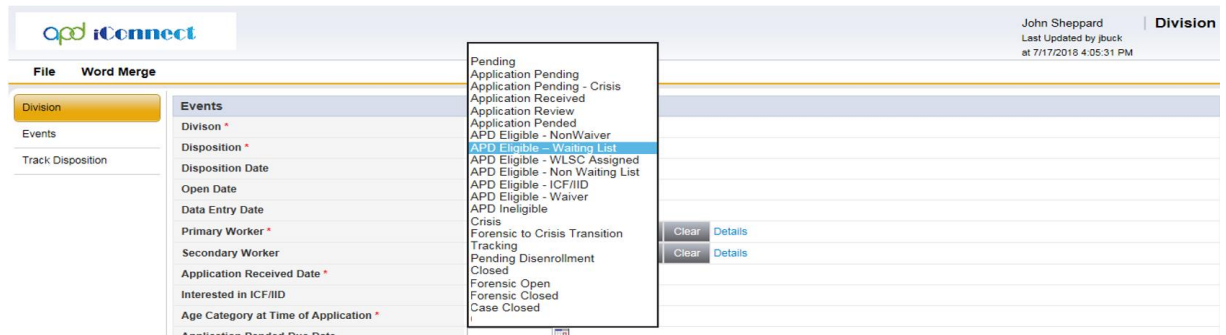 apd iConnect
John Sheppard | Division
Last Updated by jbuck
at 7/17/2018 4:05:31 PM
File Word Merge
Division
Events
Track Disposition
Events
Divison *
Disposition *
Disposition Date
Open Date
Data Entry Date
Primary Worker *
Secondary Worker
Application Received Date *
Interested in ICF/IID
Age Category at Time of Application *
Application Pended Due Date
Pending
Application Pending
Application Pending - Crisis
Application Received
Application Review
Application Pended
APD Eligible - NonWaiver
APD Eligible – Waiting List
APD Eligible - WLSC Assigned
APD Eligible - Non Waiting List
APD Eligible - ICF/IID
APD Eligible - Waiver
APD Ineligible
Crisis
Forensic to Crisis Transition
Tracking
Pending Disenrollment
Closed
Forensic Open
Forensic Closed
Case Closed
Clear Details
Clear Details